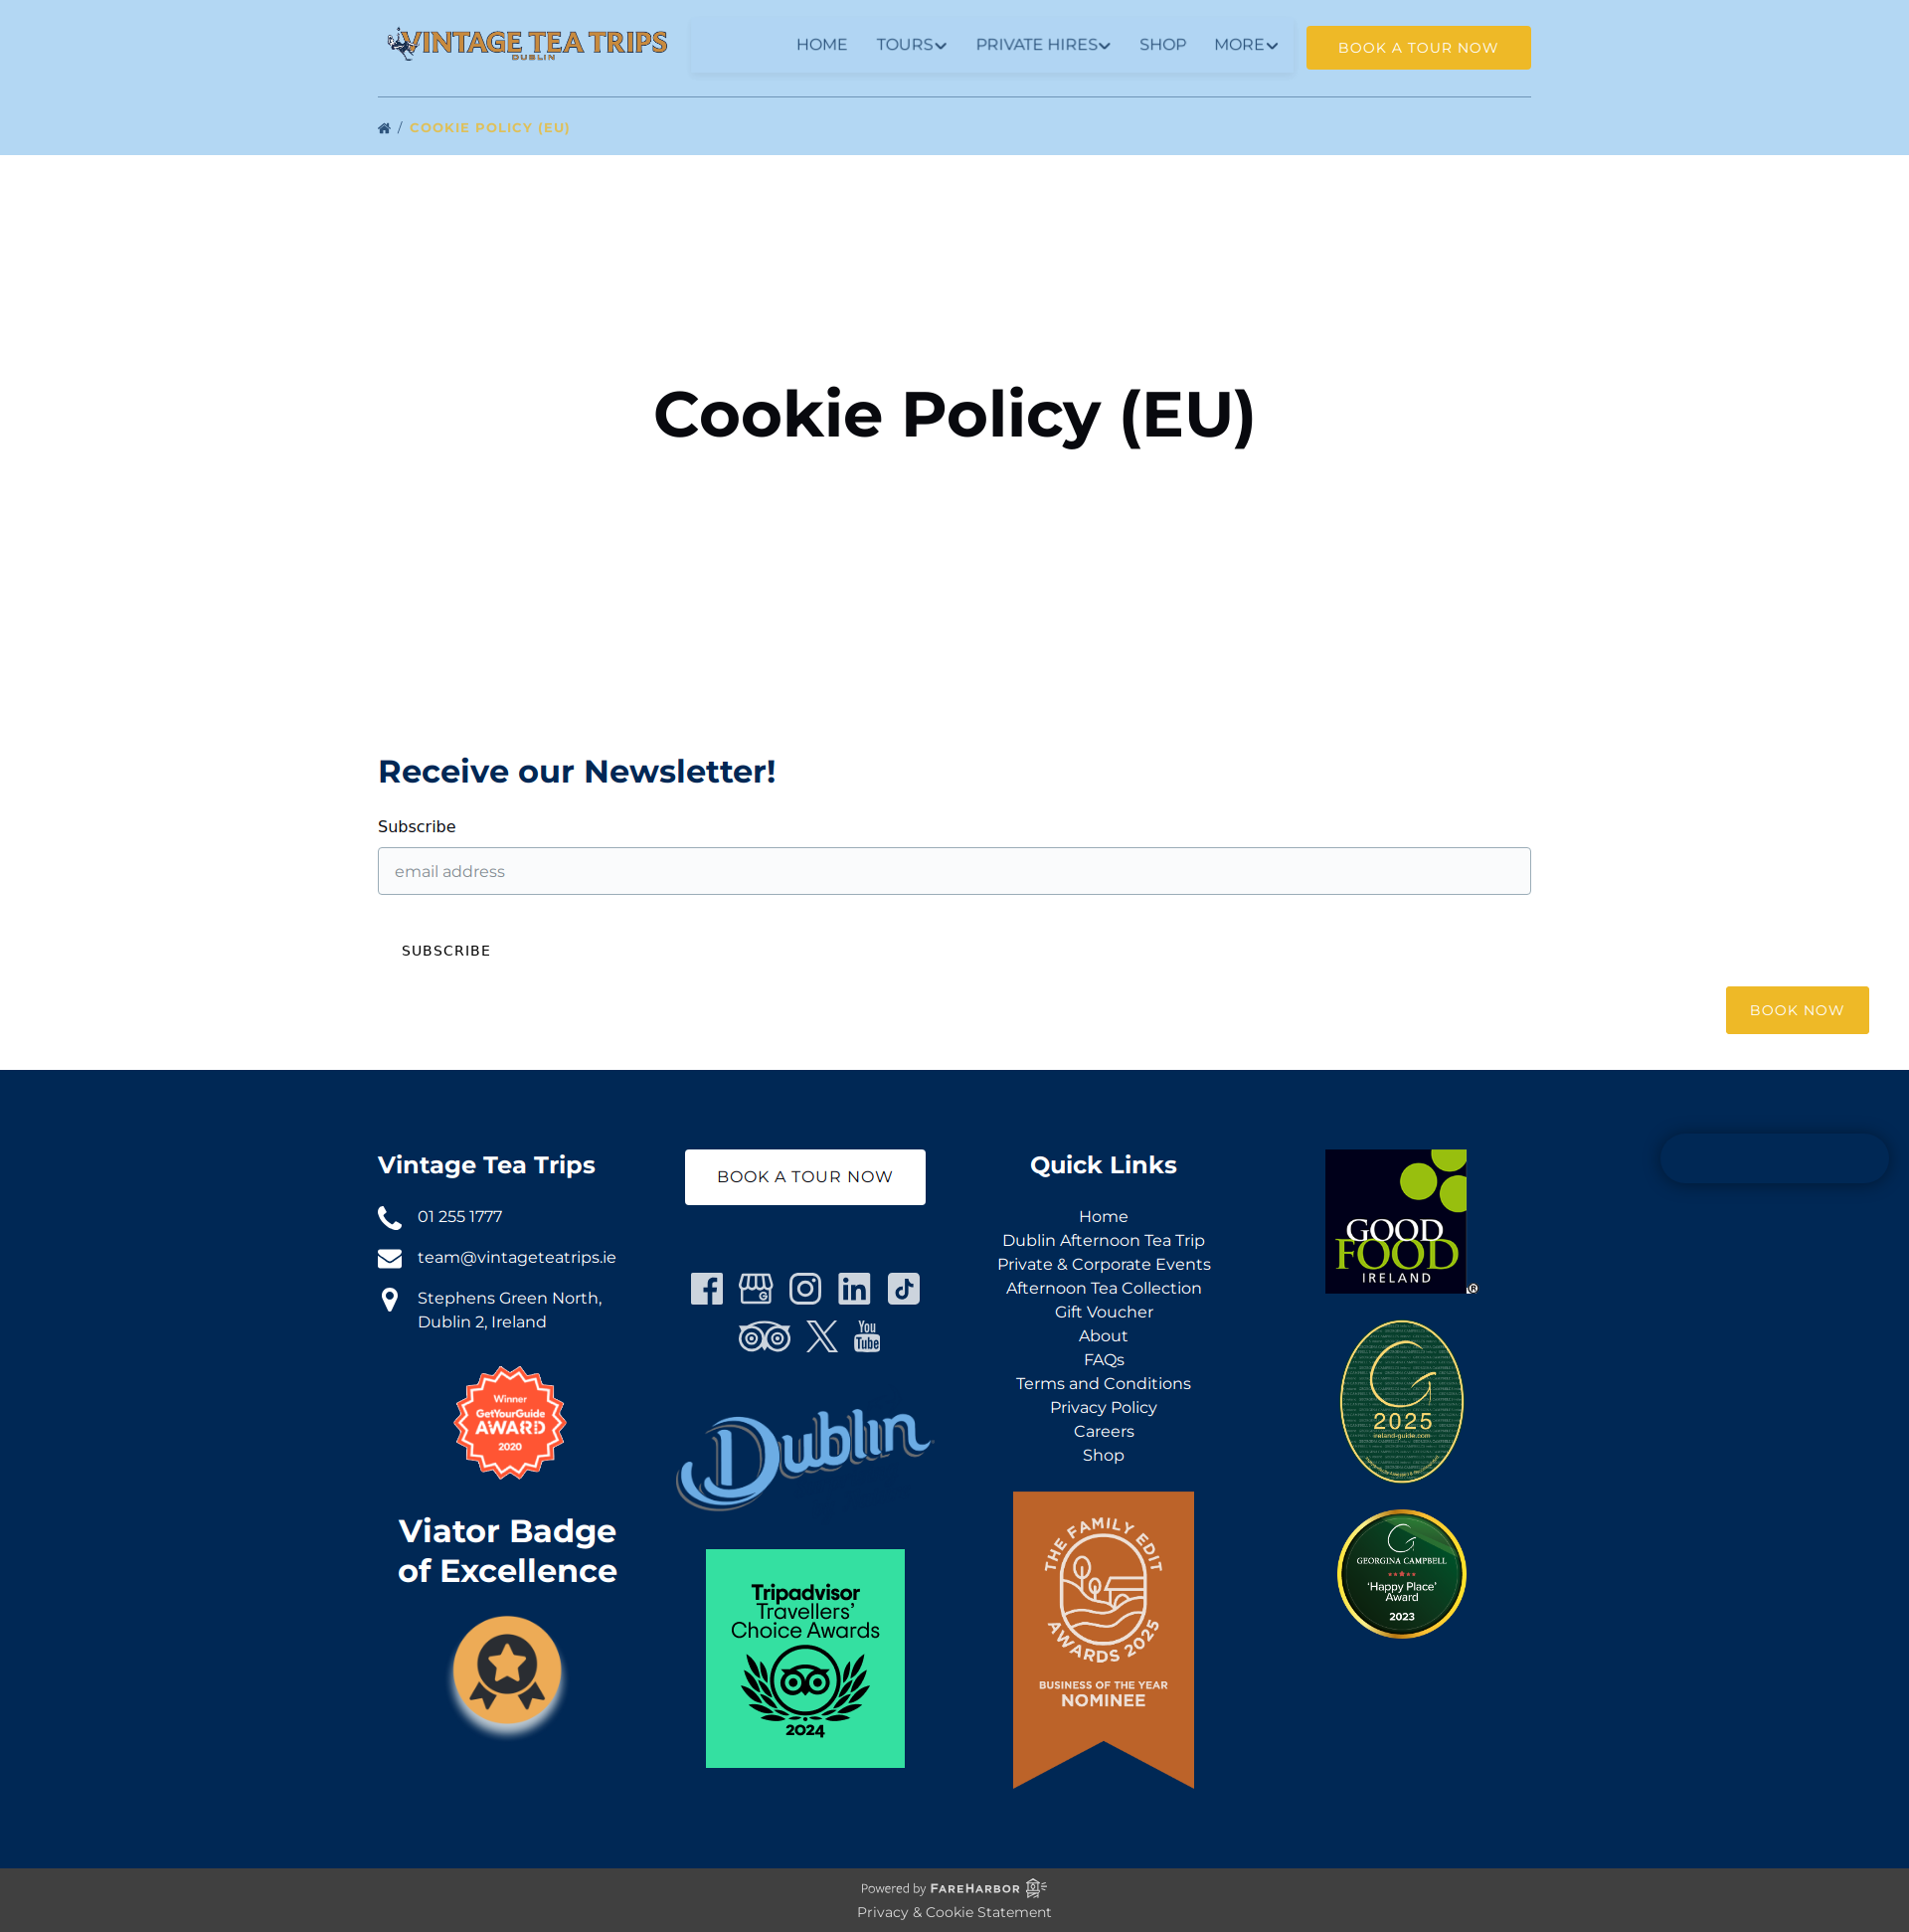 VINTAGE TEA TRIPS
DUBLIN
HOME TOURS PRIVATE HIRES SHOP MORE
BOOK A TOUR NOW
/ COOKIE POLICY (EU)
Cookie Policy (EU)
Receive our Newsletter!
Subscribe
email address
SUBSCRIBE
BOOK NOW
Vintage Tea Trips
01 255 1777
team@vintageteatrips.ie
Stephens Green North,
Dublin 2, Ireland
Winner
GetYourGuide
AWARD
2020
Viator Badge
of Excellence
BOOK A TOUR NOW
You
Tube
Dublin
Tripadvisor
Travellers'
Choice Awards
2024
Quick Links
Home
Dublin Afternoon Tea Trip
Private & Corporate Events
Afternoon Tea Collection
Gift Voucher
About
FAQs
Terms and Conditions
Privacy Policy
Careers
Shop
THE FAMILY EDIT
AWARDS 2025
BUSINESS OF THE YEAR
NOMINEE
GOOD
FOOD
IRELAND
®
2025
ireland-guide.com
GEORGINA CAMPBELL
'Happy Place'
Award
2023
Powered by FAREHARBOR
Privacy & Cookie Statement